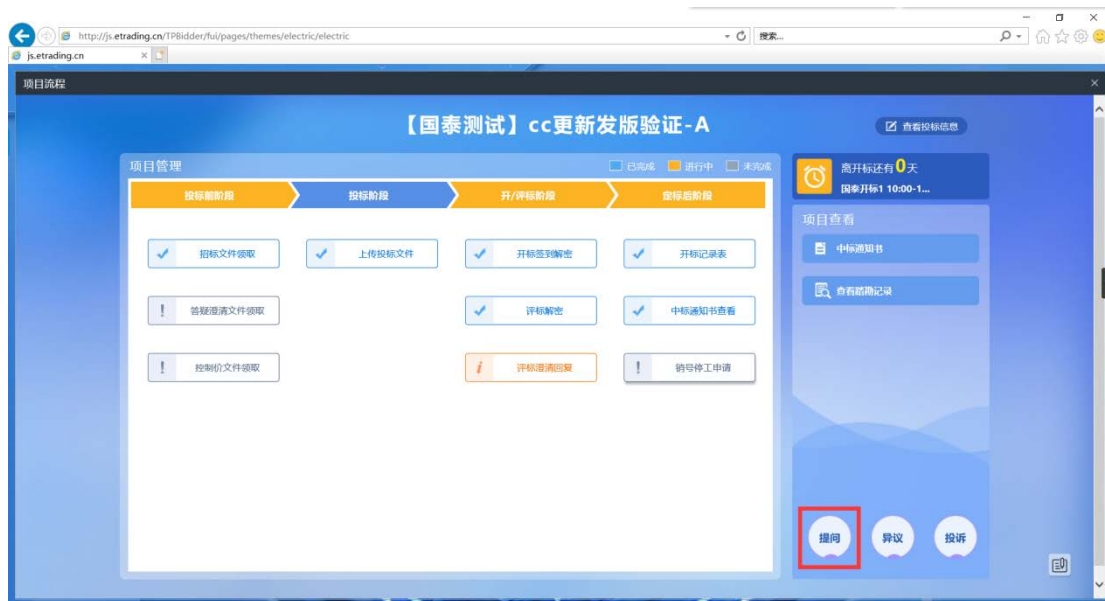 http://js.etrading.cn/TPBidder/fui/pages/themes/electric/electric
搜索...
js.etrading.cn
项目流程
【国泰测试】cc更新发版验证-A
查看投标信息
项目管理
已完成 进行中 未完成
投标前阶段 投标阶段 开/评标阶段 定标后阶段
招标文件领取 上传投标文件 开标签到解密 开标记录表
答疑澄清文件领取 评标解密 中标通知书查看
控制价文件领取 评标澄清回复 销号停工申请
离开标还有0天
国泰开标1 10:00-1...
项目查看
中标通知书
查看踏勘记录
提问 异议 投诉